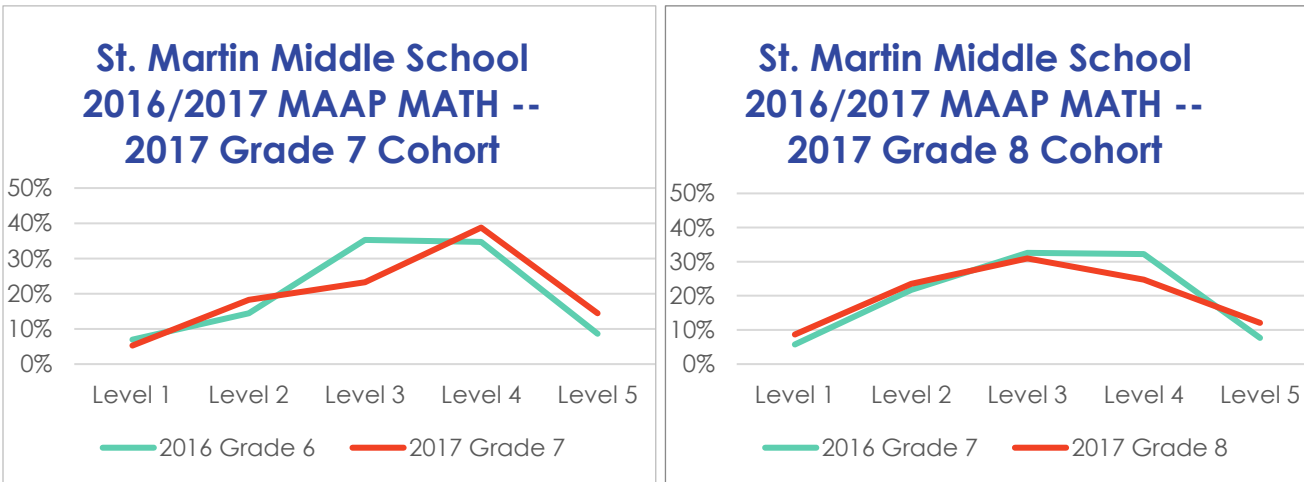 St. Martin Middle School
2016/2017 MAAP MATH --
2017 Grade 7 Cohort
50%
40%
30%
20%
10%
0%
Level 1 Level 2 Level 3 Level 4 Level 5
2016 Grade 6 2017 Grade 7
St. Martin Middle School
2016/2017 MAAP MATH --
2017 Grade 8 Cohort
50%
40%
30%
20%
10%
0%
Level 1 Level 2 Level 3 Level 4 Level 5
2016 Grade 7 2017 Grade 8